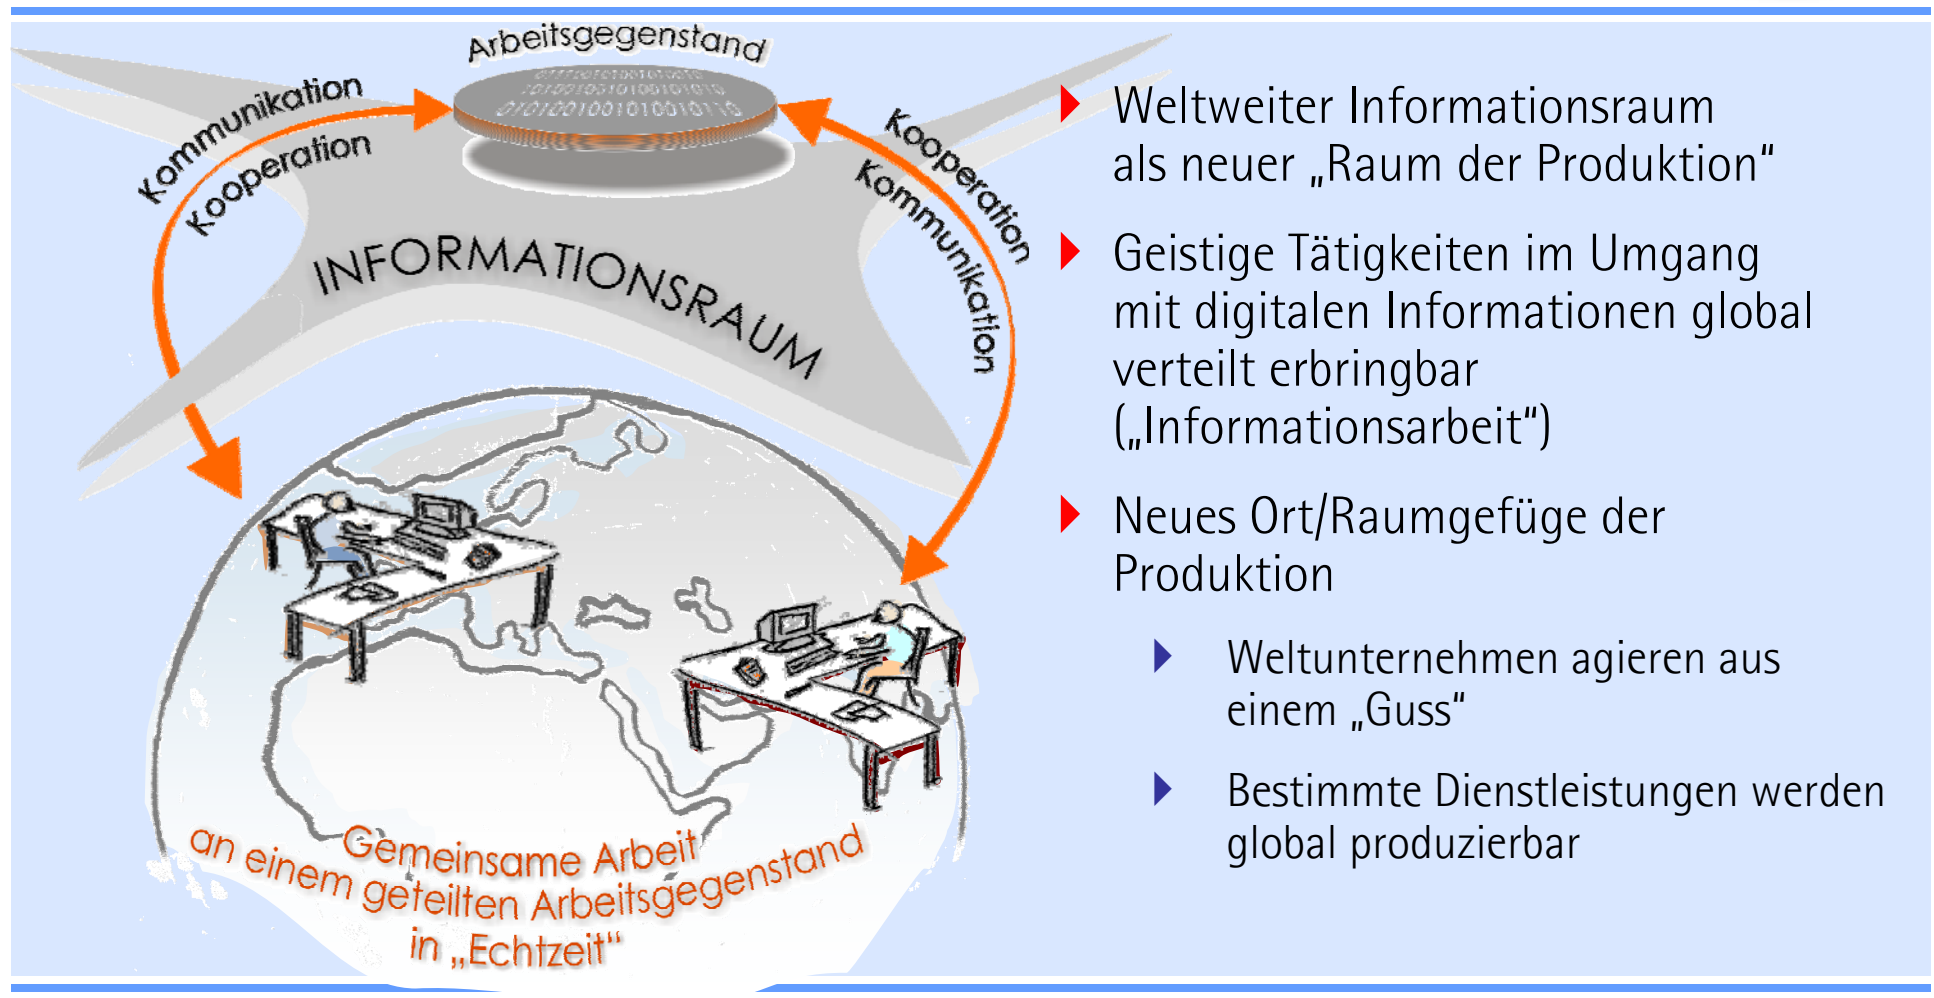 Arbeitsgegenstand
Kommunikation
Kooperation
Kooperation
Kommunikation
INFORMATIONSRAUM
Gemeinsame Arbeit
an einem geteilten Arbeitsgegenstand
in „Echtzeit“
Weltweiter Informationsraum
als neuer „Raum der Produktion“
Geistige Tätigkeiten im Umgang
mit digitalen Informationen global
verteilt erbringbar
(„Informationsarbeit“)
Neues Ort/Raumgefüge der
Produktion
Weltunternehmen agieren aus
einem „Guss“
Bestimmte Dienstleistungen werden
global produzierbar